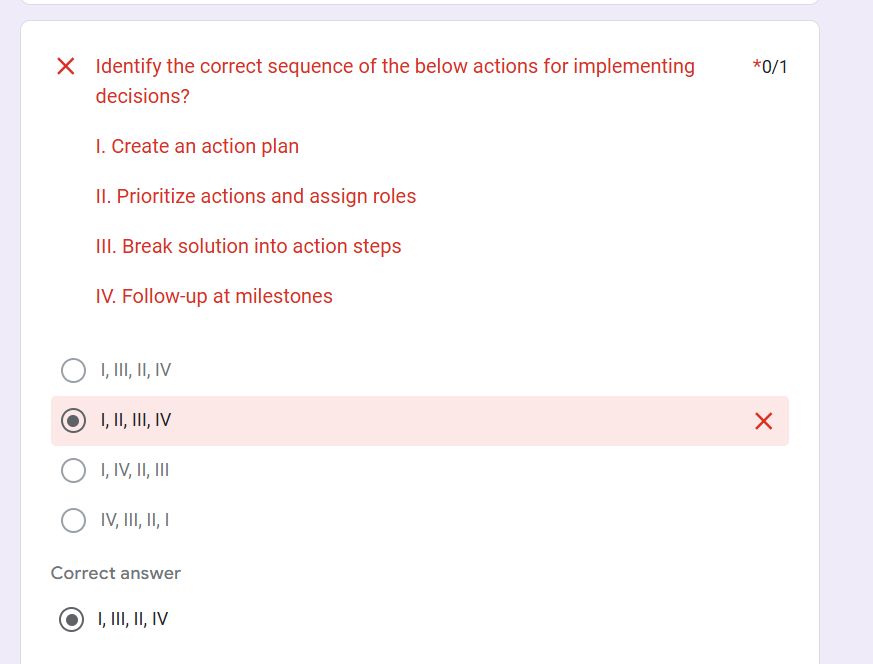 Identify the correct sequence of the below actions for implementing *0/1
decisions?
I. Create an action plan
II. Prioritize actions and assign roles
III. Break solution into action steps
IV. Follow-up at milestones
I, III, II, IV
I, II, III, IV
I, IV, II, III
IV, III, II, I
Correct answer
I, III, II, IV